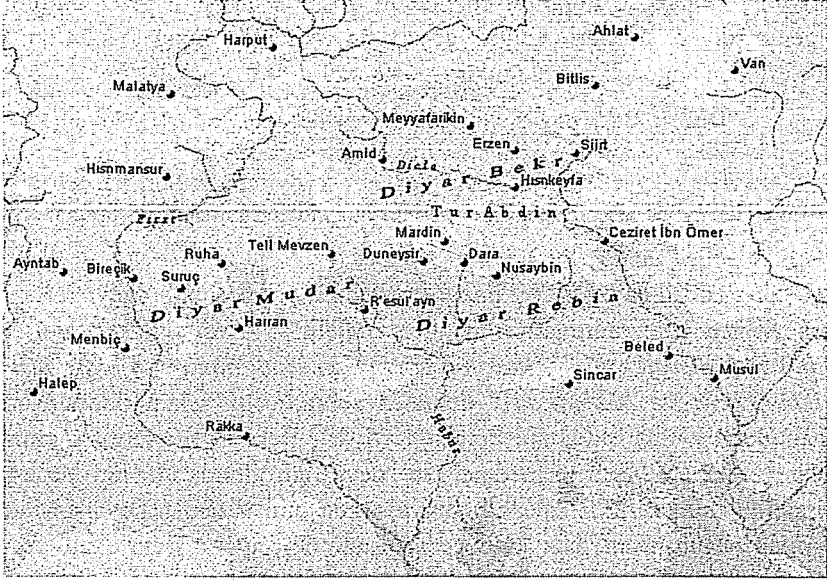 Ahlat
Harput
Van
Bitlis
Malatya
Meyyafarikin
Erzen
Siirt
Amid
Dicle
Diyar Bekr
Hısnmansur
Hısnkeyfa
Tur Abdin
Fırat
Mardin
Ceziret İbn Ömer
Ruha
Tell Mevzen
Duneysir
Dara
Ayntab
Bireçik
Suruç
Nusaybin
Diyar Mudar
R'esul'ayn
Diyar Rebia
Harran
Menbiç
Beled
Sincar
Musul
Halep
Habur
Rakka